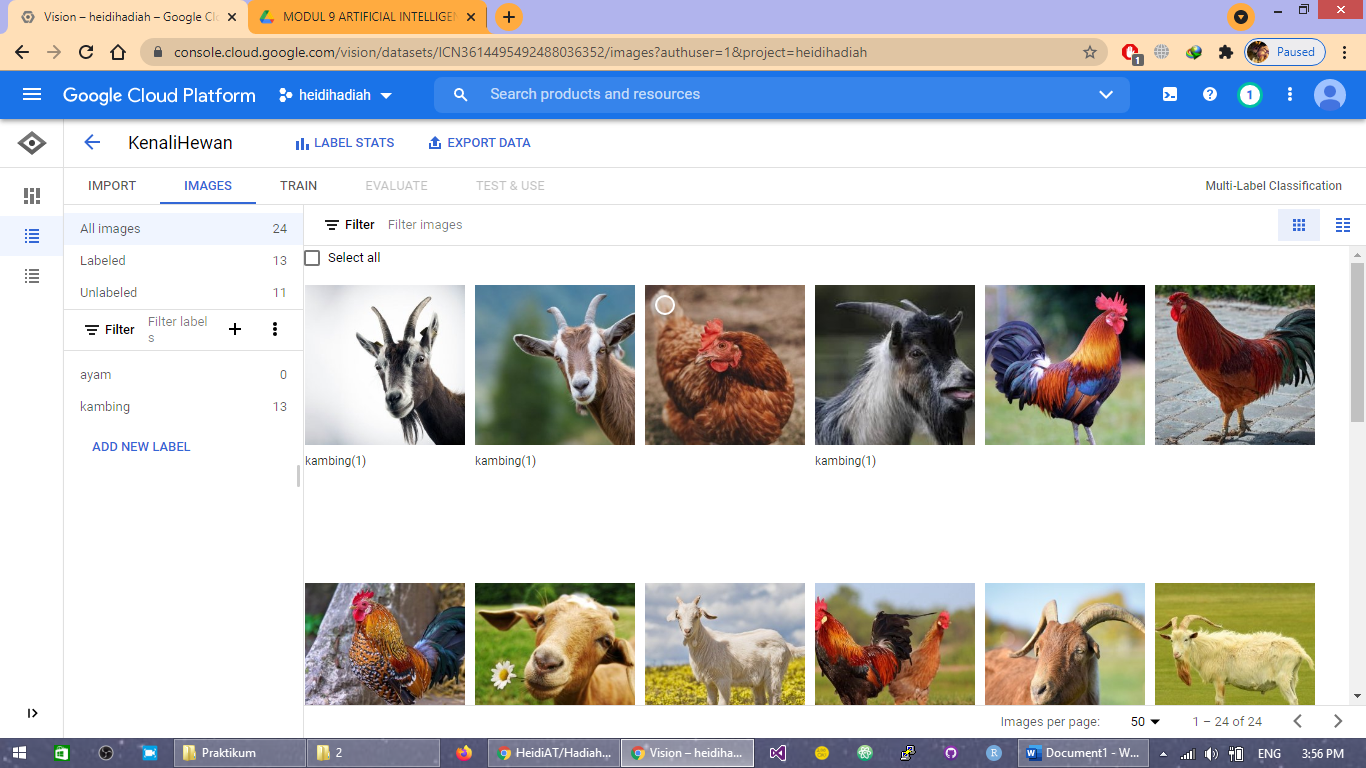 Vision – heidihadiah – Google Cl
MODUL 9 ARTIFICIAL INTELLIGEN
console.cloud.google.com/vision/datasets/ICN3614495492488036352/images?authuser=1&project=heidihadiah
1
Paused
Google Cloud Platform
heidihadiah
Search products and resources
1
KenaliHewan
LABEL STATS
EXPORT DATA
IMPORT
IMAGES
TRAIN
EVALUATE
TEST & USE
Multi-Label Classification
All images 24
Labeled 13
Unlabeled 11
Filter
Filter label
s
ayam 0
kambing 13
ADD NEW LABEL
Filter
Filter images
Select all
kambing(1)
kambing(1)
kambing(1)
Images per page: 50
1 – 24 of 24
Praktikum
2
HeidiAT/Hadiah...
Vision – heidiha...
Document1 - W...
ENG
3:56 PM